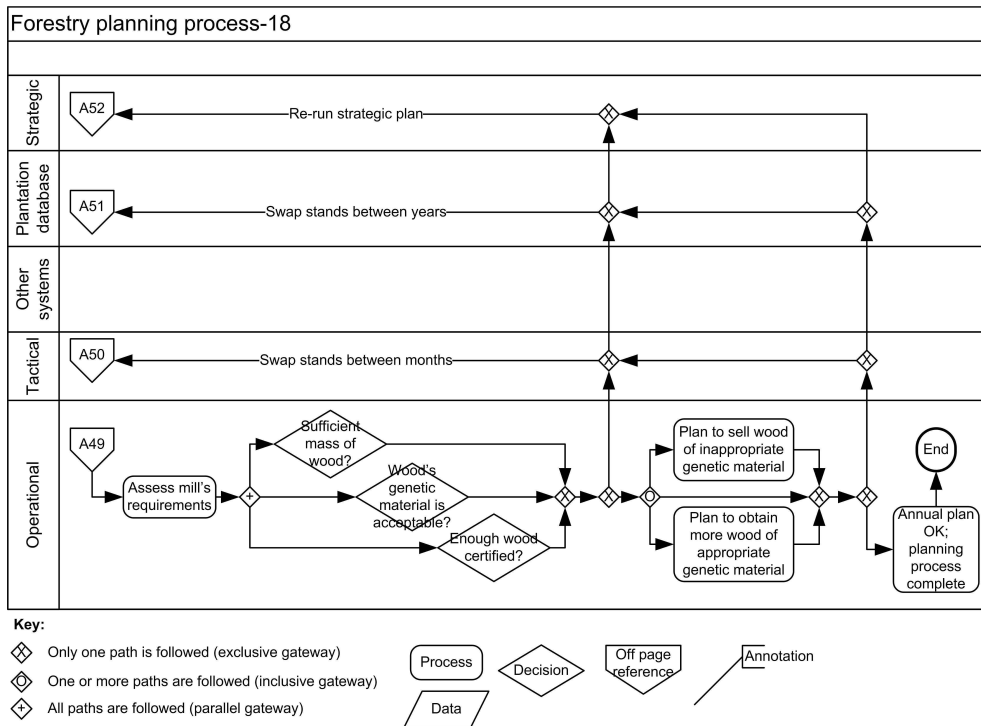 Forestry planning process-18
Strategic
A52
Re-run strategic plan
Plantation
database
A51
Swap stands between years
Other
systems
Tactical
A50
Swap stands between months
Operational
A49
Assess mill's
requirements
Sufficient
mass of
wood?
Wood's
genetic
material is
acceptable?
Enough wood
certified?
Plan to sell wood
of inappropriate
genetic material
Plan to obtain
more wood of
appropriate
genetic material
End
Annual plan
OK;
planning
process
complete
Key:
Only one path is followed (exclusive gateway)
One or more paths are followed (inclusive gateway)
All paths are followed (parallel gateway)
Process
Data
Decision
Off page
reference
Annotation